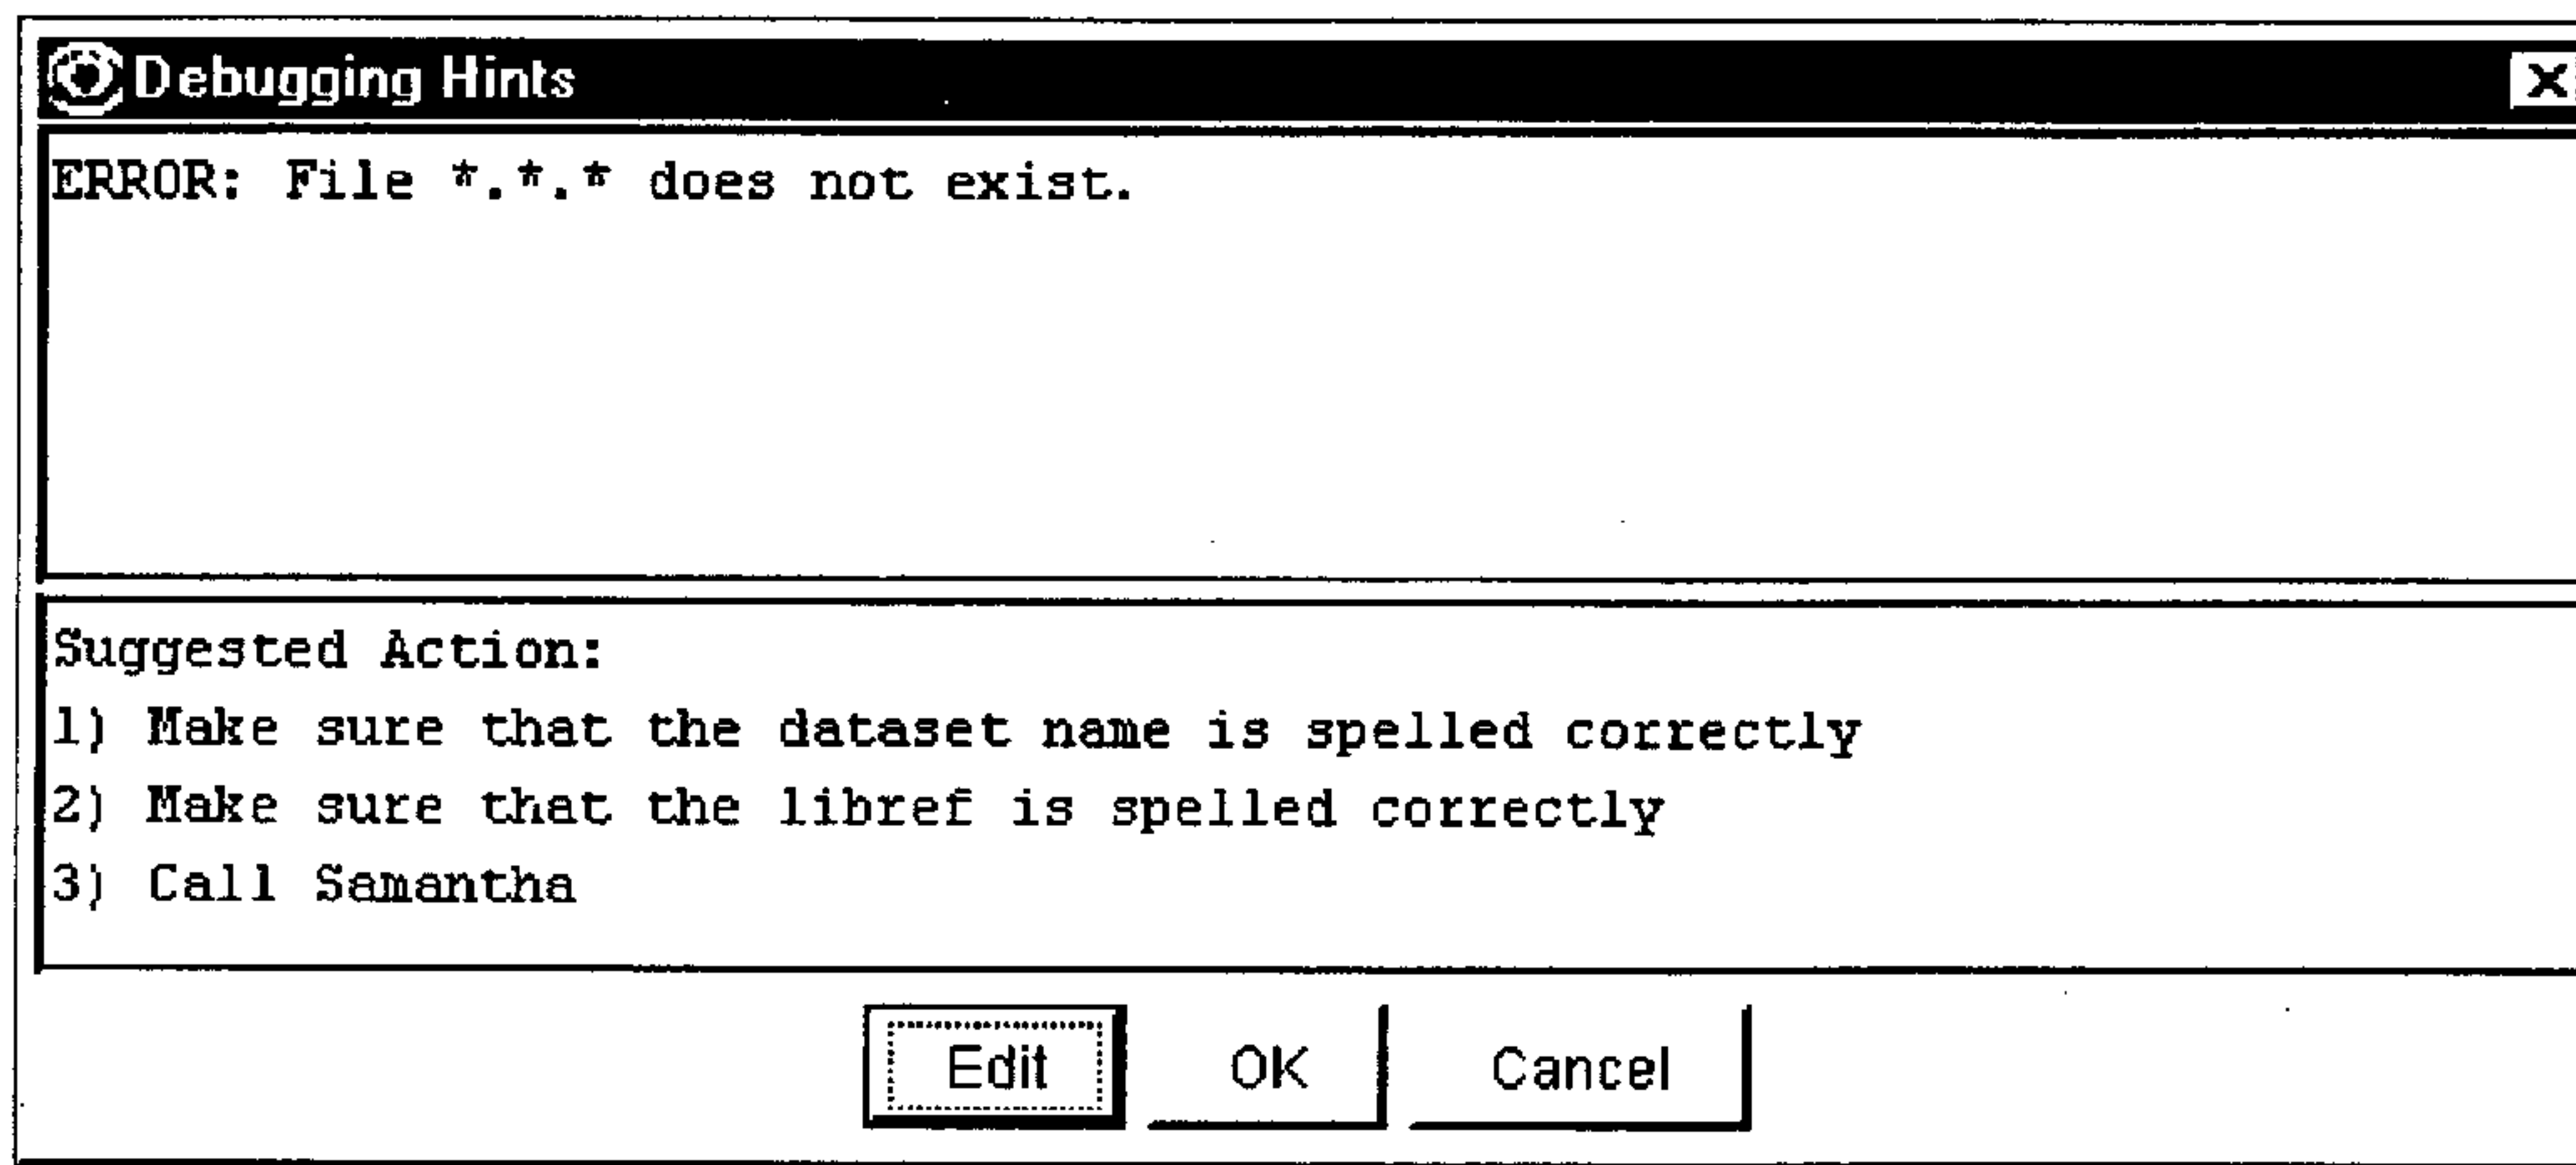 Debugging Hints
X
ERROR: File *.*.* does not exist.
Suggested Action:
1) Make sure that the dataset name is spelled correctly
2) Make sure that the libref is spelled correctly
3) Call Samantha
Edit OK Cancel